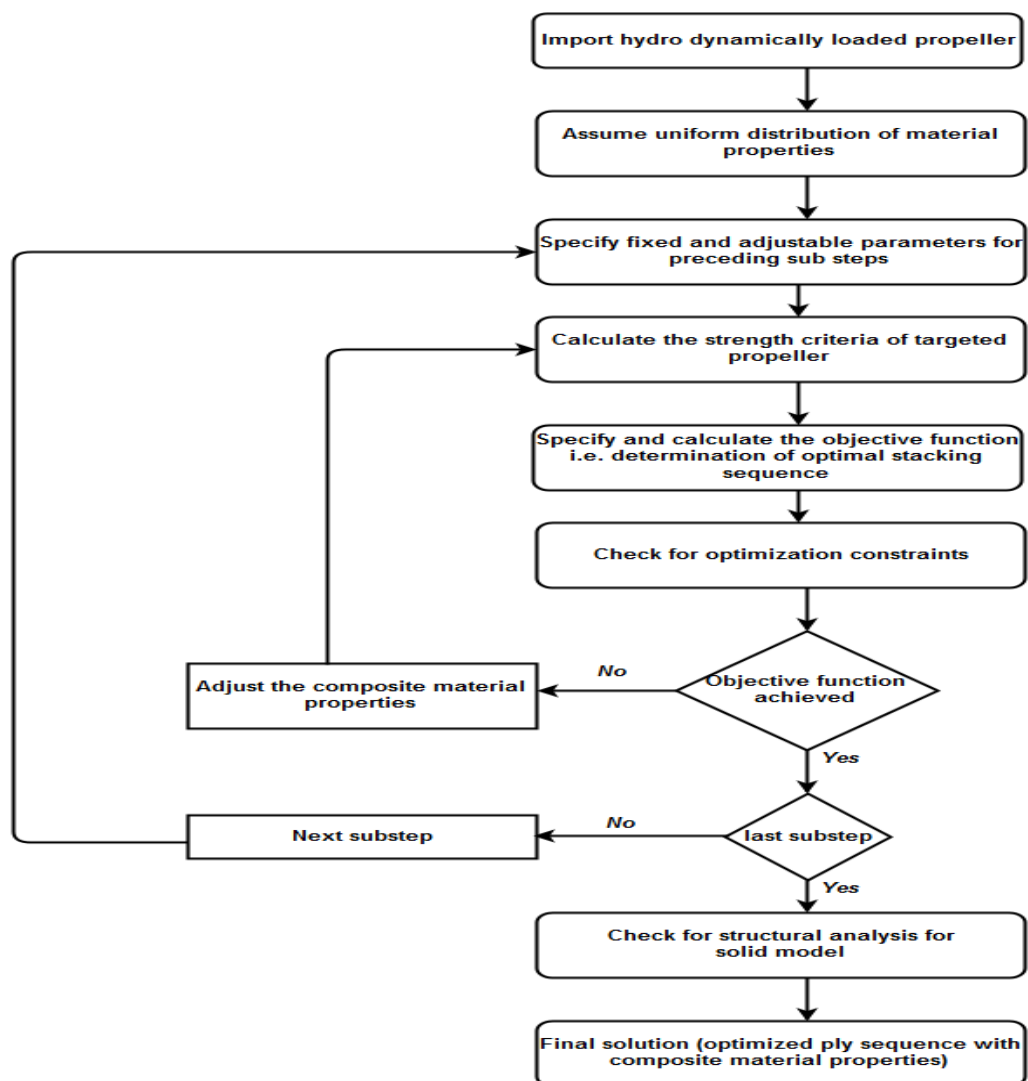 Import hydro dynamically loaded propeller
Assume uniform distribution of material
properties
Specify fixed and adjustable parameters for
preceding sub steps
Calculate the strength criteria of targeted
propeller
Specify and calculate the objective function
i.e. determination of optimal stacking
sequence
Check for optimization constraints
Objective function
achieved
No
Adjust the composite material
properties
Yes
last substep
No
Next substep
Yes
Check for structural analysis for
solid model
Final solution (optimized ply sequence with
composite material properties)